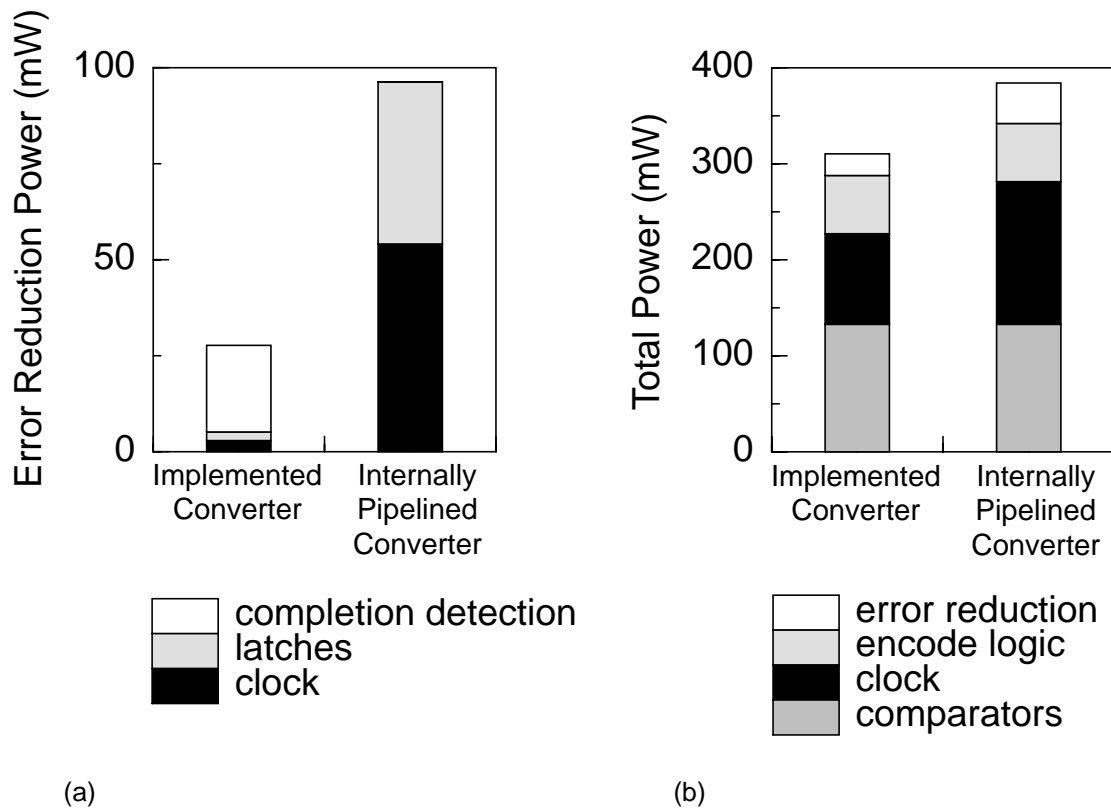 Error Reduction Power (mW)
100
50
0
Implemented
Converter
Internally
Pipelined
Converter
completion detection
latches
clock
(a)
Total Power (mW)
400
300
200
100
0
Implemented
Converter
Internally
Pipelined
Converter
error reduction
encode logic
clock
comparators
(b)